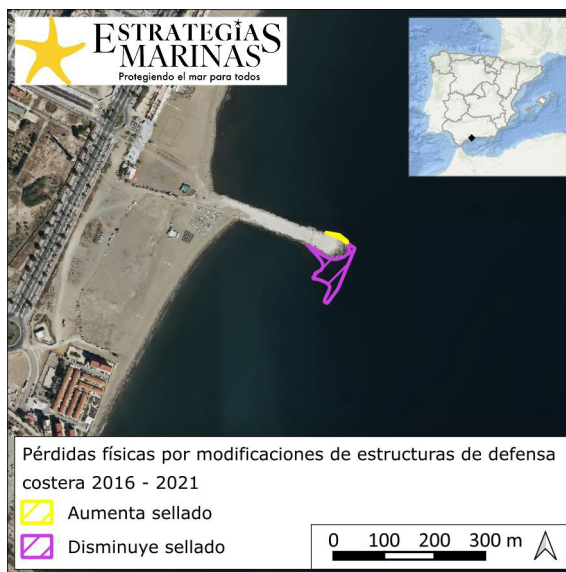 ESTRATEGIAS
MARINAS
Protegiendo el mar para todos
Pérdidas físicas por modificaciones de estructuras de defensa
costera 2016 - 2021
Aumenta sellado
Disminuye sellado
0 100 200 300 m